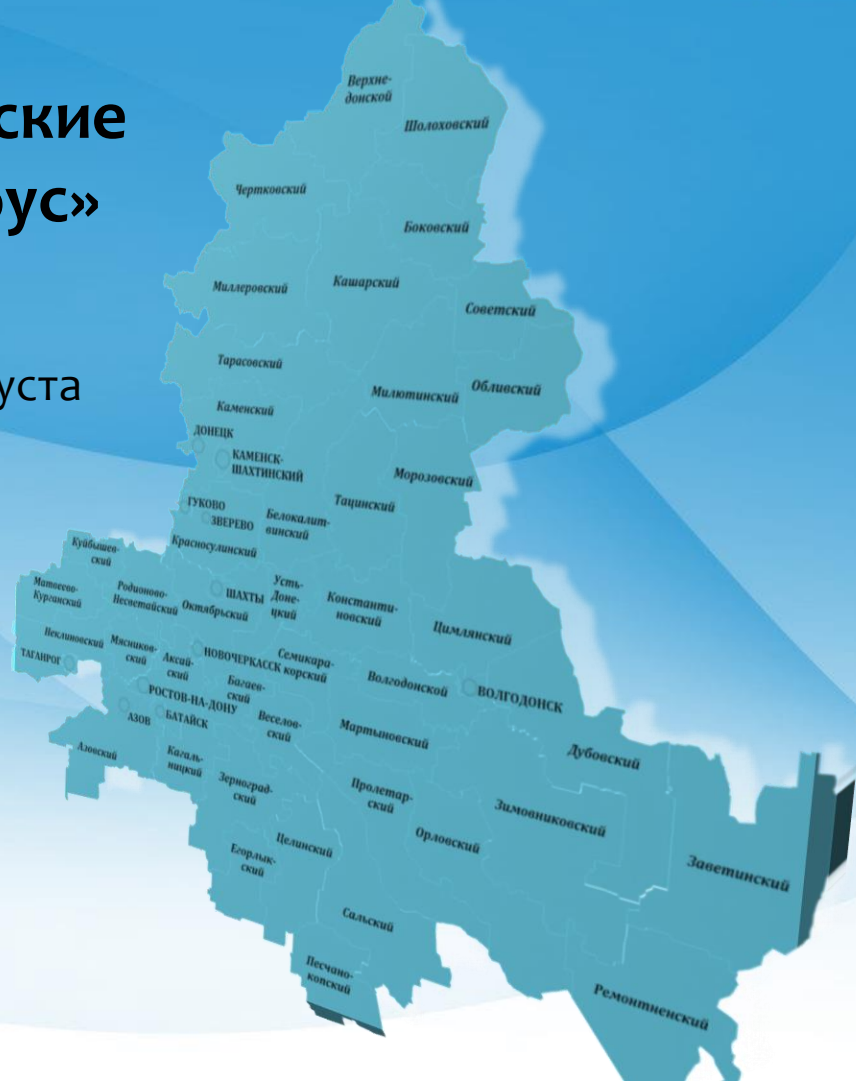 ские
рус»
уста
Верхне-
донской
Шолоховский
Чертковский
Боковский
Миллеровский
Кашарский
Советский
Тарасовский
Милютинский
Обливский
Каменский
ДОНЕЦК
КАМЕНСК-
ШАХТИНСКИЙ
Морозовский
Тацинский
ГУКОВО
ЗВЕРЕВО
Белокалит-
винский
Красносулинский
Куйбышев-
ский
Матвеево-
Курганский
Родионово-
Несветайский
Октябрьский
ШАХТЫ
Усть-
Доне-
цкий
Константи-
новский
Цимлянский
Неклиновский
ТАГАНРОГ
Мясников-
ский
Аксай-
ский
НОВОЧЕРКАССК
Семикара-
корский
Багаев-
ский
Волгодонской
ВОЛГОДОНСК
РОСТОВ-НА-ДОНУ
АЗОВ
БАТАЙСК
Веселов-
ский
Мартыновский
Дубовский
Азовский
Кагаль-
ницкий
Зерноград-
ский
Пролетар-
ский
Зимовниковский
Орловский
Целинский
Егорлык-
ский
Заветинский
Сальский
Песчано-
копский
Ремонтненский